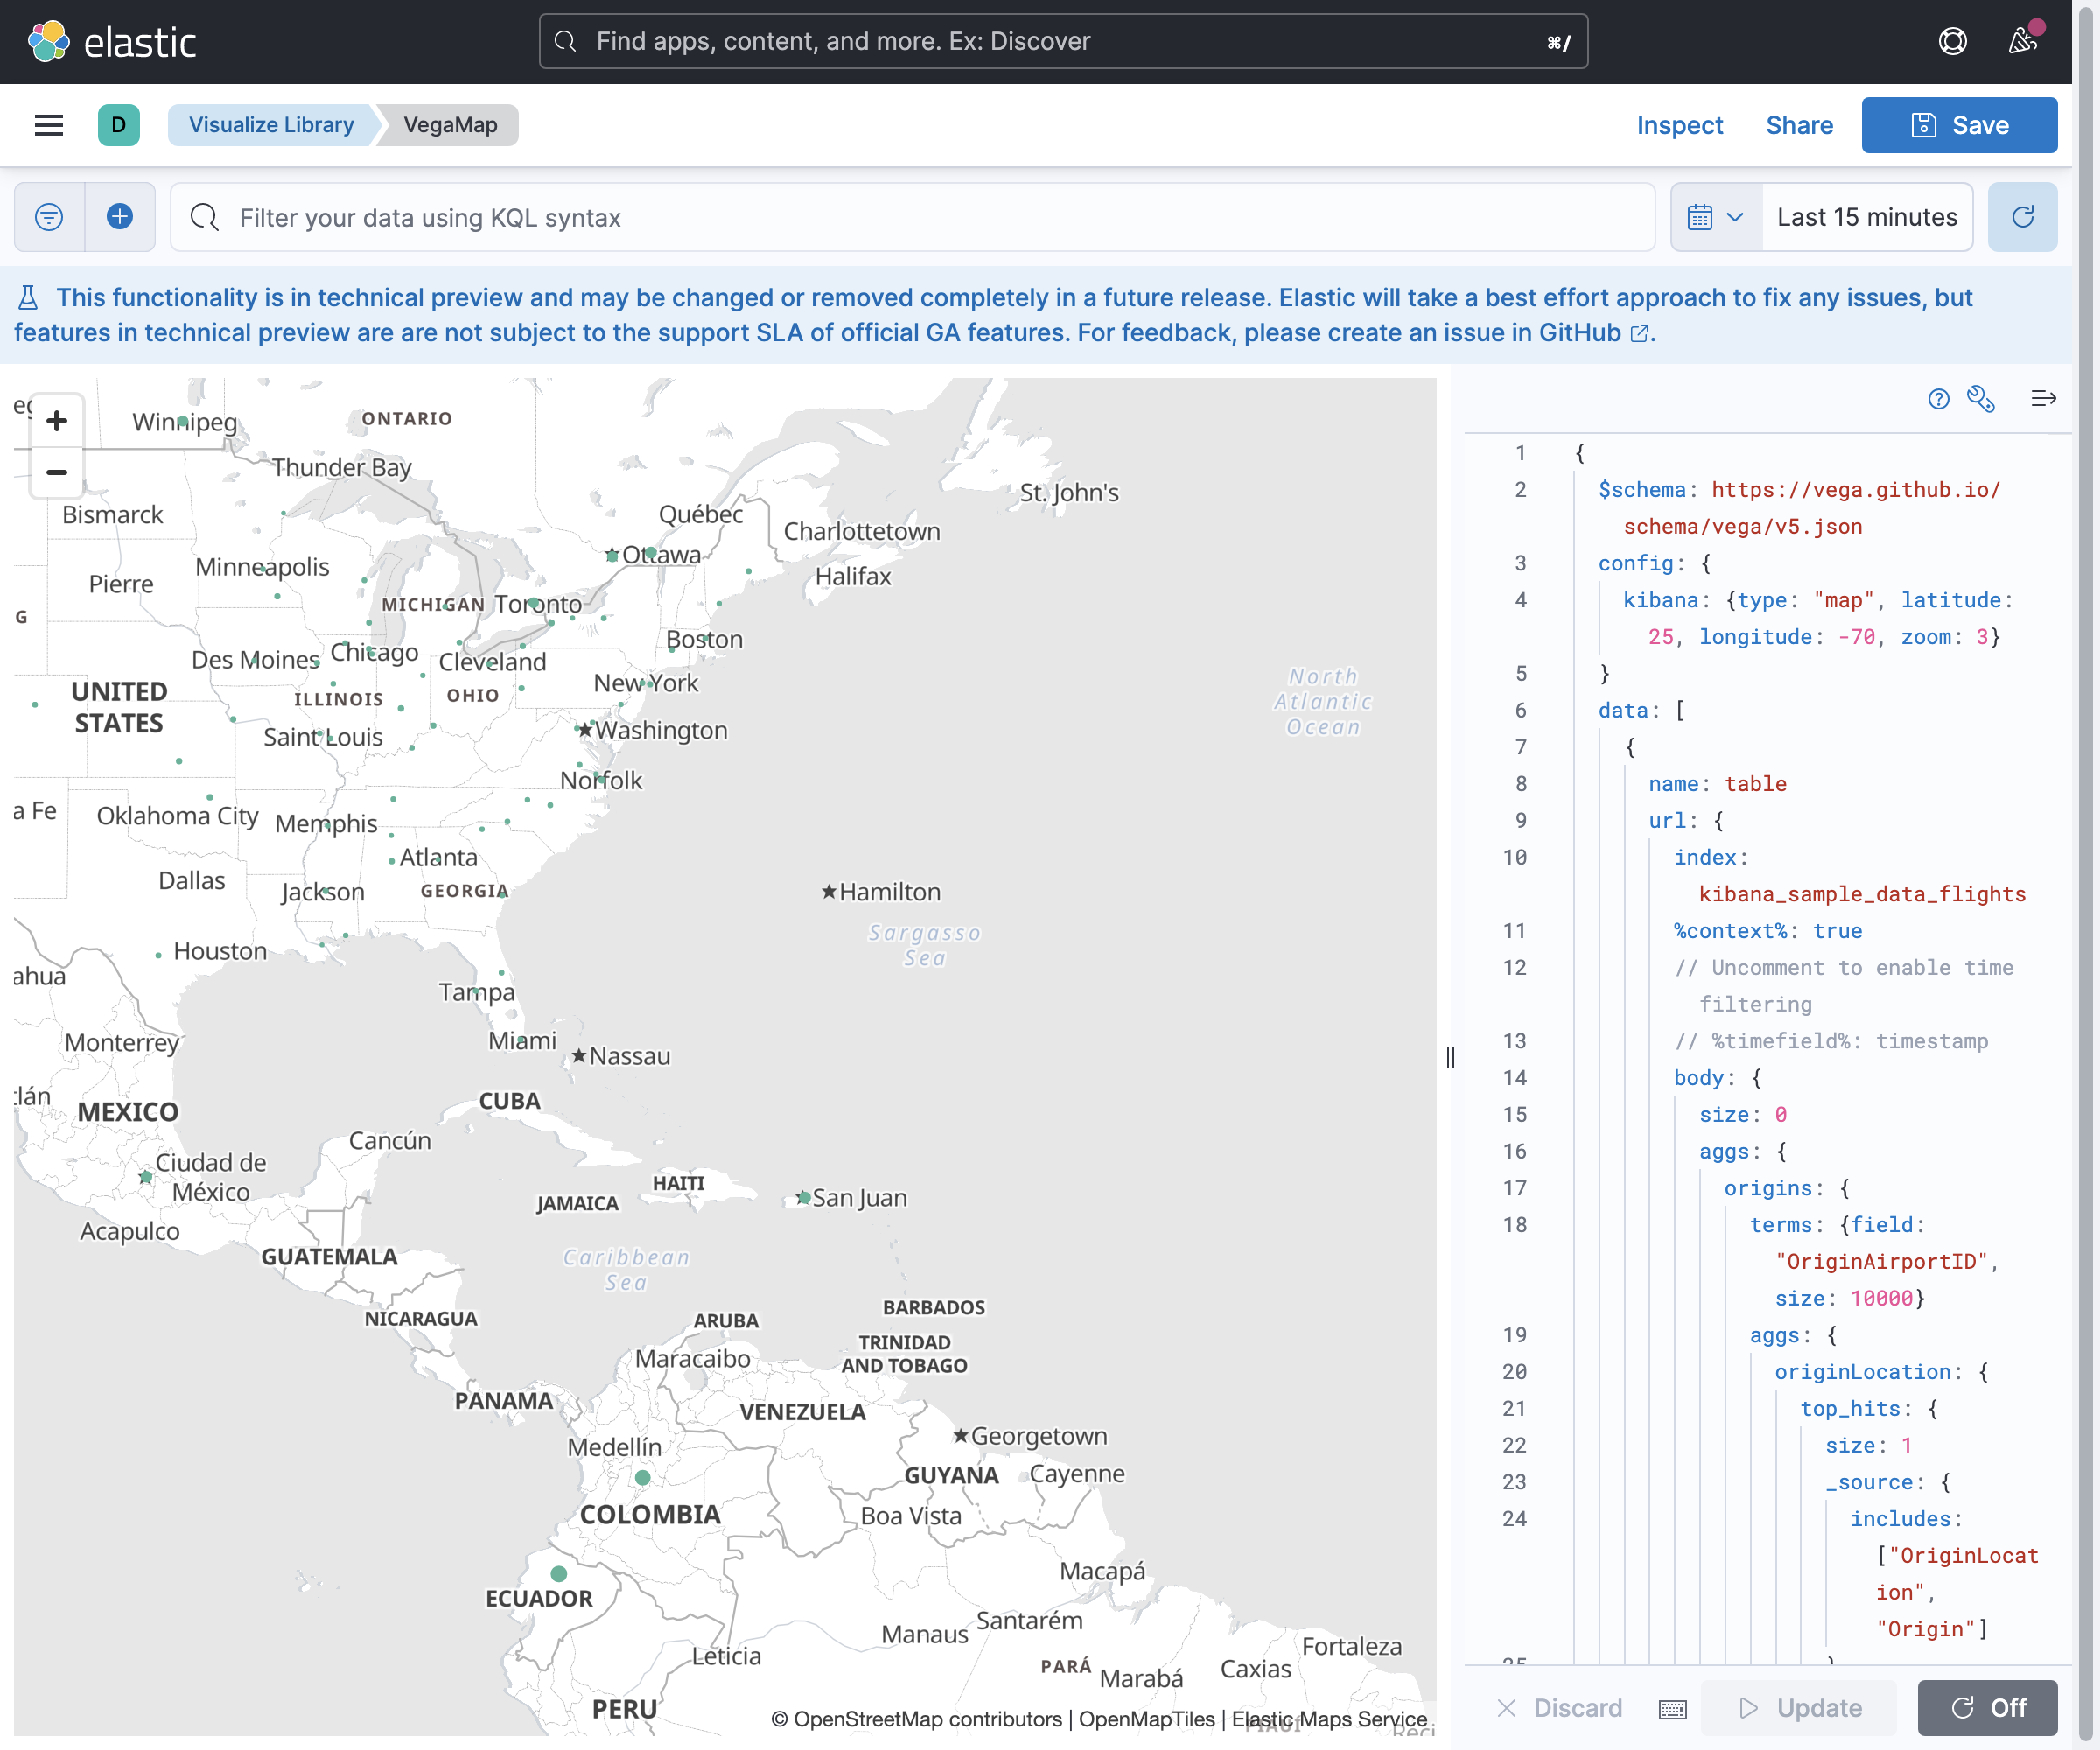 elastic
Find apps, content, and more. Ex: Discover
⌘/
D
Visualize Library
VegaMap
Inspect
Share
Save
Filter your data using KQL syntax
Last 15 minutes
This functionality is in technical preview and may be changed or removed completely in a future release. Elastic will take a best effort approach to fix any issues, but
features in technical preview are are not subject to the support SLA of official GA features. For feedback, please create an issue in GitHub.
+
−
Winnipeg
ONTARIO
Thunder Bay
St. John's
Bismarck
Québec
Charlottetown
Ottawa
Minneapolis
Halifax
Pierre
MICHIGAN
Toronto
G
Boston
Des Moines
Chicago
Cleveland
New York
North
Atlantic
Ocean
UNITED
STATES
ILLINOIS
OHIO
Saint Louis
Washington
Norfolk
a Fe
Oklahoma City
Memphis
Atlanta
Dallas
Jackson
GEORGIA
Hamilton
Sargasso
Sea
Houston
ahua
Tampa
Monterrey
Miami
Nassau
tlán
MEXICO
CUBA
Cancún
Ciudad de
México
HAITI
JAMAICA
San Juan
Acapulco
GUATEMALA
Caribbean
Sea
NICARAGUA
BARBADOS
ARUBA
TRINIDAD
AND TOBAGO
Maracaibo
PANAMA
VENEZUELA
Georgetown
Medellín
GUYANA
Cayenne
COLOMBIA
Boa Vista
Macapá
ECUADOR
Santarém
Manaus
Fortaleza
Leticia
PARÁ
Marabá
Caxias
PERU
© OpenStreetMap contributors | OpenMapTiles | Elastic Maps Service
1 {
2 $schema: https://vega.github.io/
schema/vega/v5.json
3 config: {
4 kibana: {type: "map", latitude:
25, longitude: -70, zoom: 3}
5 }
6 data: [
7 {
8 name: table
9 url: {
10 index:
kibana_sample_data_flights
11 %context%: true
12 // Uncomment to enable time
filtering
13 // %timefield%: timestamp
14 body: {
15 size: 0
16 aggs: {
17 origins: {
18 terms: {field:
"OriginAirportID",
size: 10000}
19 aggs: {
20 originLocation: {
21 top_hits: {
22 size: 1
23 _source: {
24 includes:
["OriginLocat
ion",
"Origin"]
25 }
Discard
Update
Off